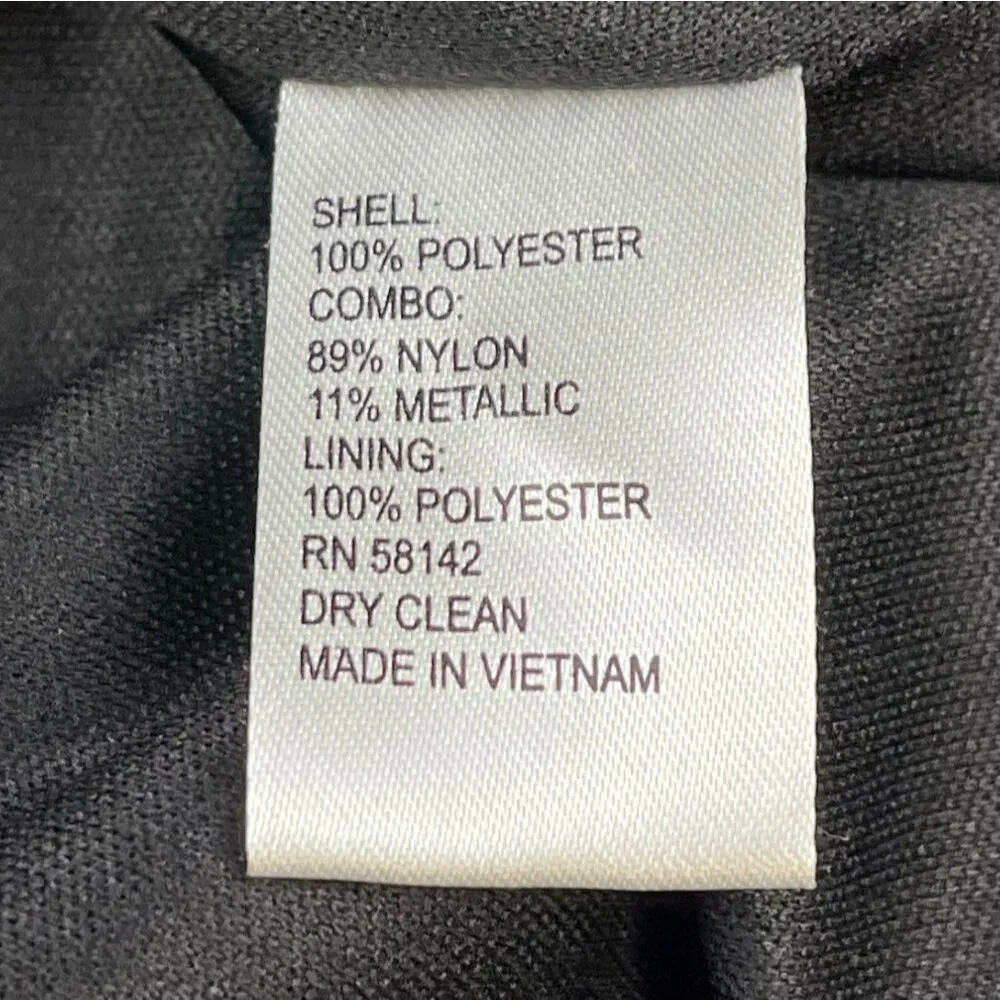 SHELL:
100% POLYESTER
COMBO:
89% NYLON
11% METALLIC
LINING:
100% POLYESTER
RN 58142
DRY CLEAN
MADE IN VIETNAM